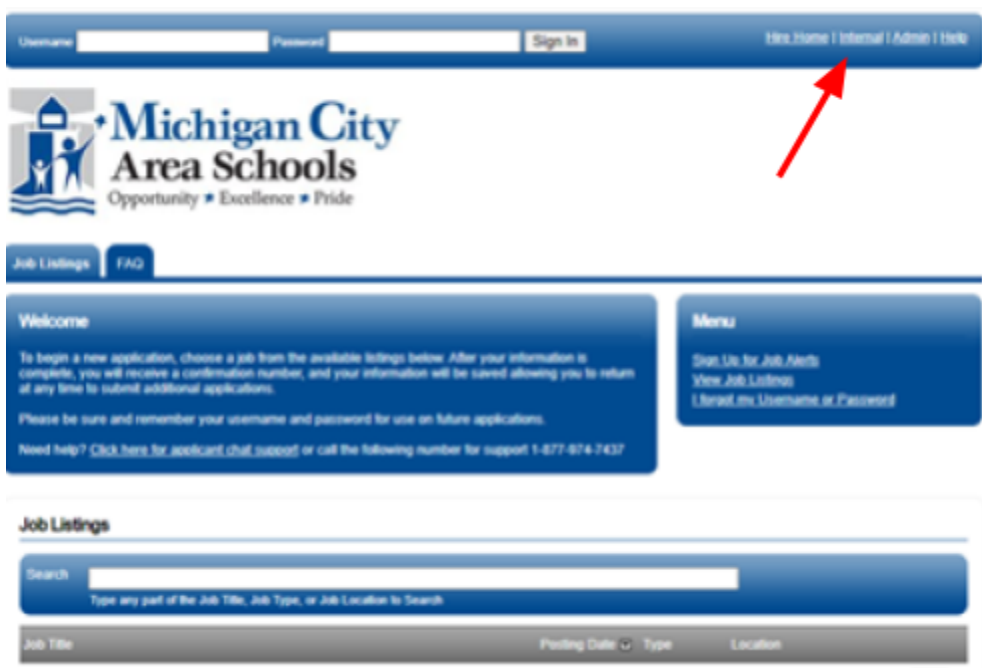 Username Password Sign In Hire Home | Internal | Admin | Help
Michigan City
Area Schools
Opportunity Excellence Pride
Job Listings FAQ
Welcome
To begin a new application, choose a job from the available listings below. After your information is
complete, you will receive a confirmation number, and your information will be saved allowing you to return
at any time to submit additional applications.
Please be sure and remember your username and password for use on future applications.
Need help? Click here for applicant chat support or call the following number for support 1-877-974-7437
Menu
Sign Up for Job Alerts
View Job Listings
I forgot my Username or Password
Job Listings
Search
Type any part of the Job Title, Job Type, or Job Location to Search
Job Title Posting Date Type Location